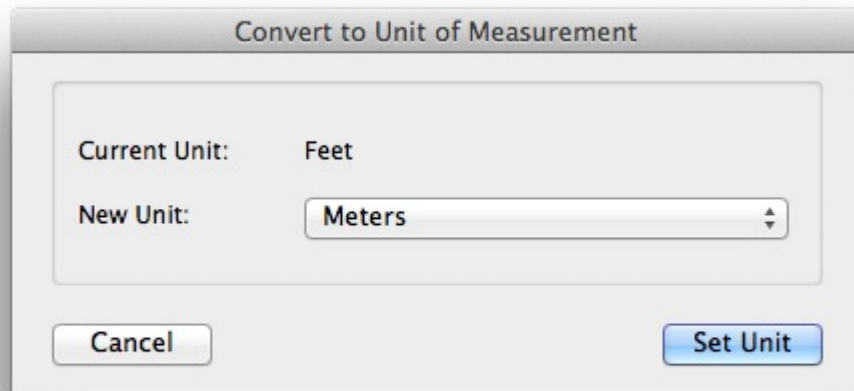 Convert to Unit of Measurement
Current Unit: Feet
New Unit: Meters
Cancel Set Unit